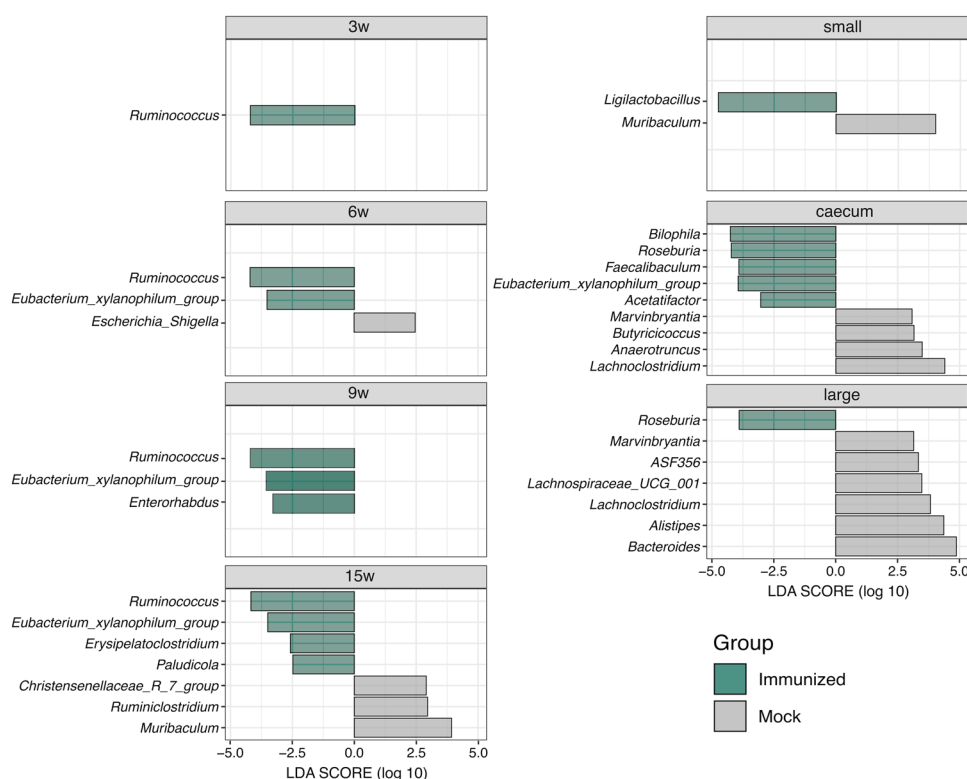 3w
Ruminococcus
6w
Ruminococcus
Eubacterium_xylanophilum_group
Escherichia_Shigella
9w
Ruminococcus
Eubacterium_xylanophilum_group
Enterorhabdus
15w
Ruminococcus
Eubacterium_xylanophilum_group
Erysipelatoclostridium
Paludicola
Christensenellaceae_R_7_group
Ruminiclostridium
Muribaculum
−5.0 −2.5 0.0 2.5 5.0
LDA SCORE (log 10)
small
Ligilactobacillus
Muribaculum
caecum
Bilophila
Roseburia
Faecalibaculum
Eubacterium_xylanophilum_group
Acetatifactor
Marvinbryantia
Butyricicoccus
Anaerotruncus
Lachnoclostridium
large
Roseburia
Marvinbryantia
ASF356
Lachnospiraceae_UCG_001
Lachnoclostridium
Alistipes
Bacteroides
−5.0 −2.5 0.0 2.5 5.0
LDA SCORE (log 10)
Group
Immunized
Mock